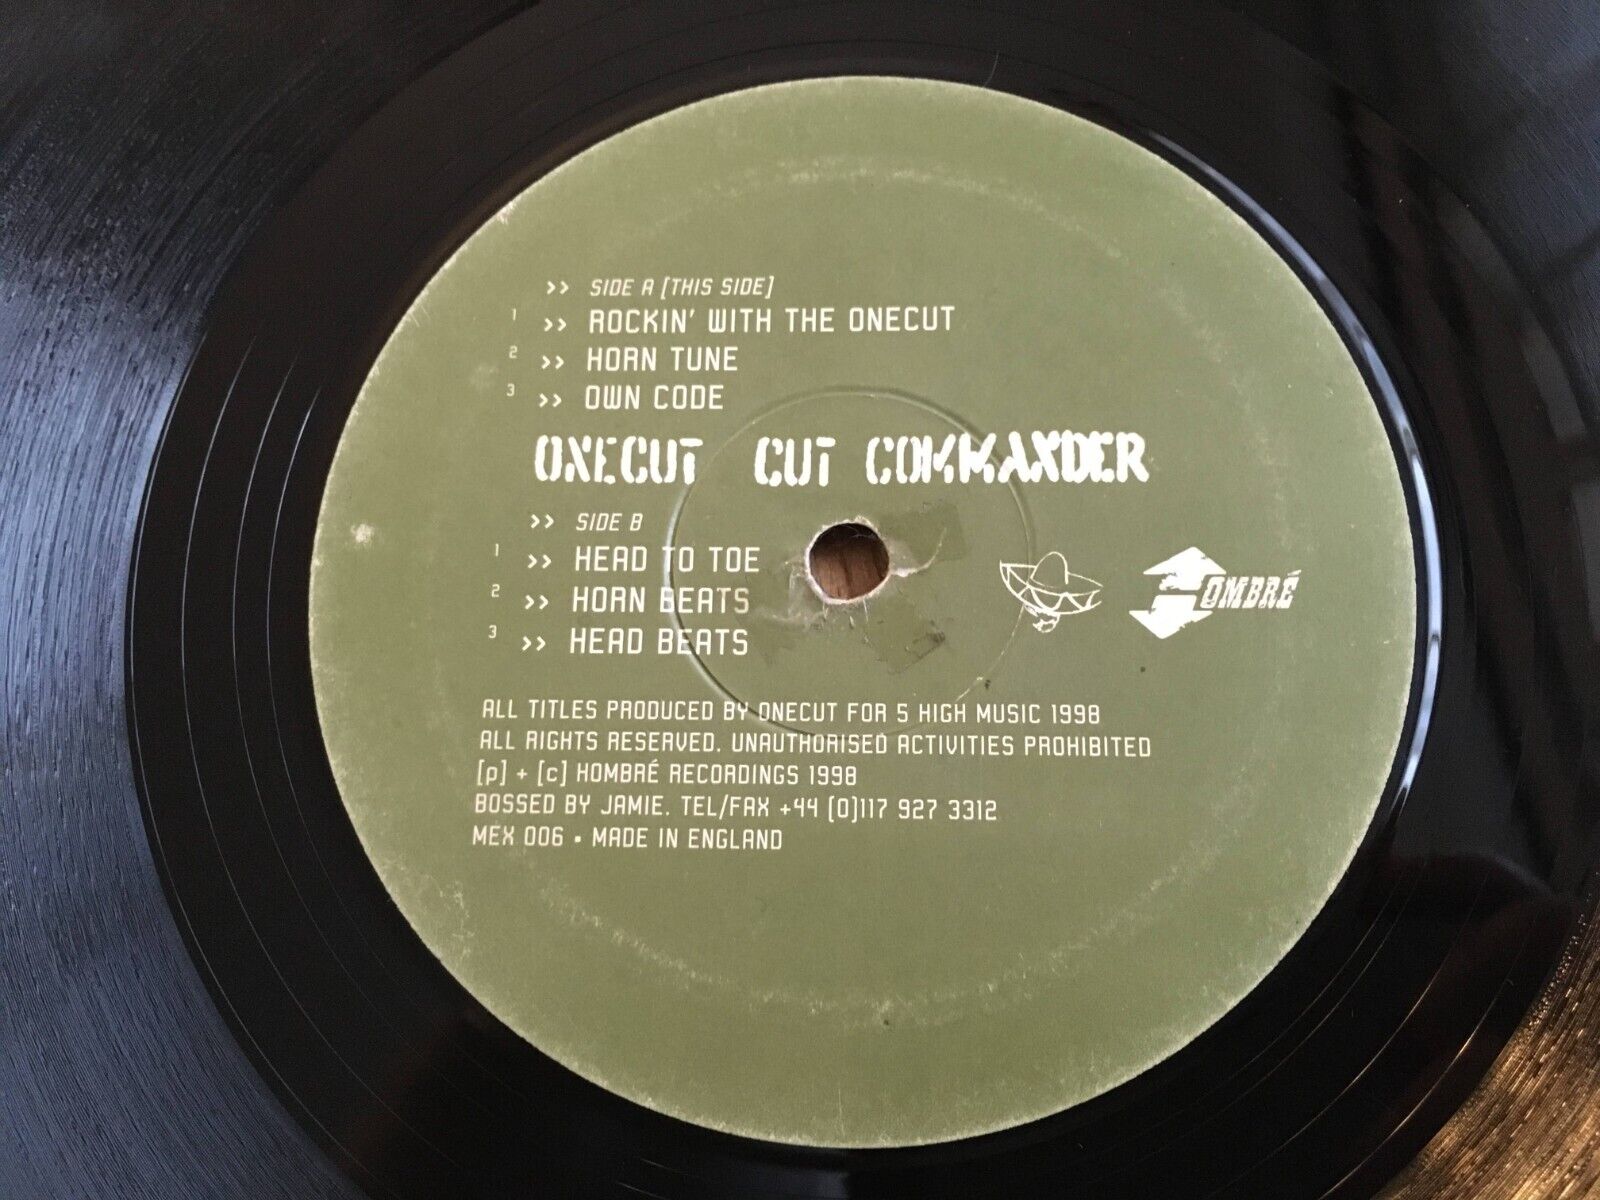 >> SIDE A [THIS SIDE]
1 >> ROCKIN' WITH THE ONECUT
2 >> HORN TUNE
3 >> OWN CODE
ONECUT CUT COMMANDER
>> SIDE B
1 >> HEAD TO TOE
2 >> HORN BEATS
3 >> HEAD BEATS
HOMBRÉ
ALL TITLES PRODUCED BY ONECUT FOR 5 HIGH MUSIC 1998
ALL RIGHTS RESERVED. UNAUTHORISED ACTIVITIES PROHIBITED
[p] + [c] HOMBRÉ RECORDINGS 1998
BOSSED BY JAMIE. TEL/FAX +44 (0)117 927 3312
MEX 006 • MADE IN ENGLAND